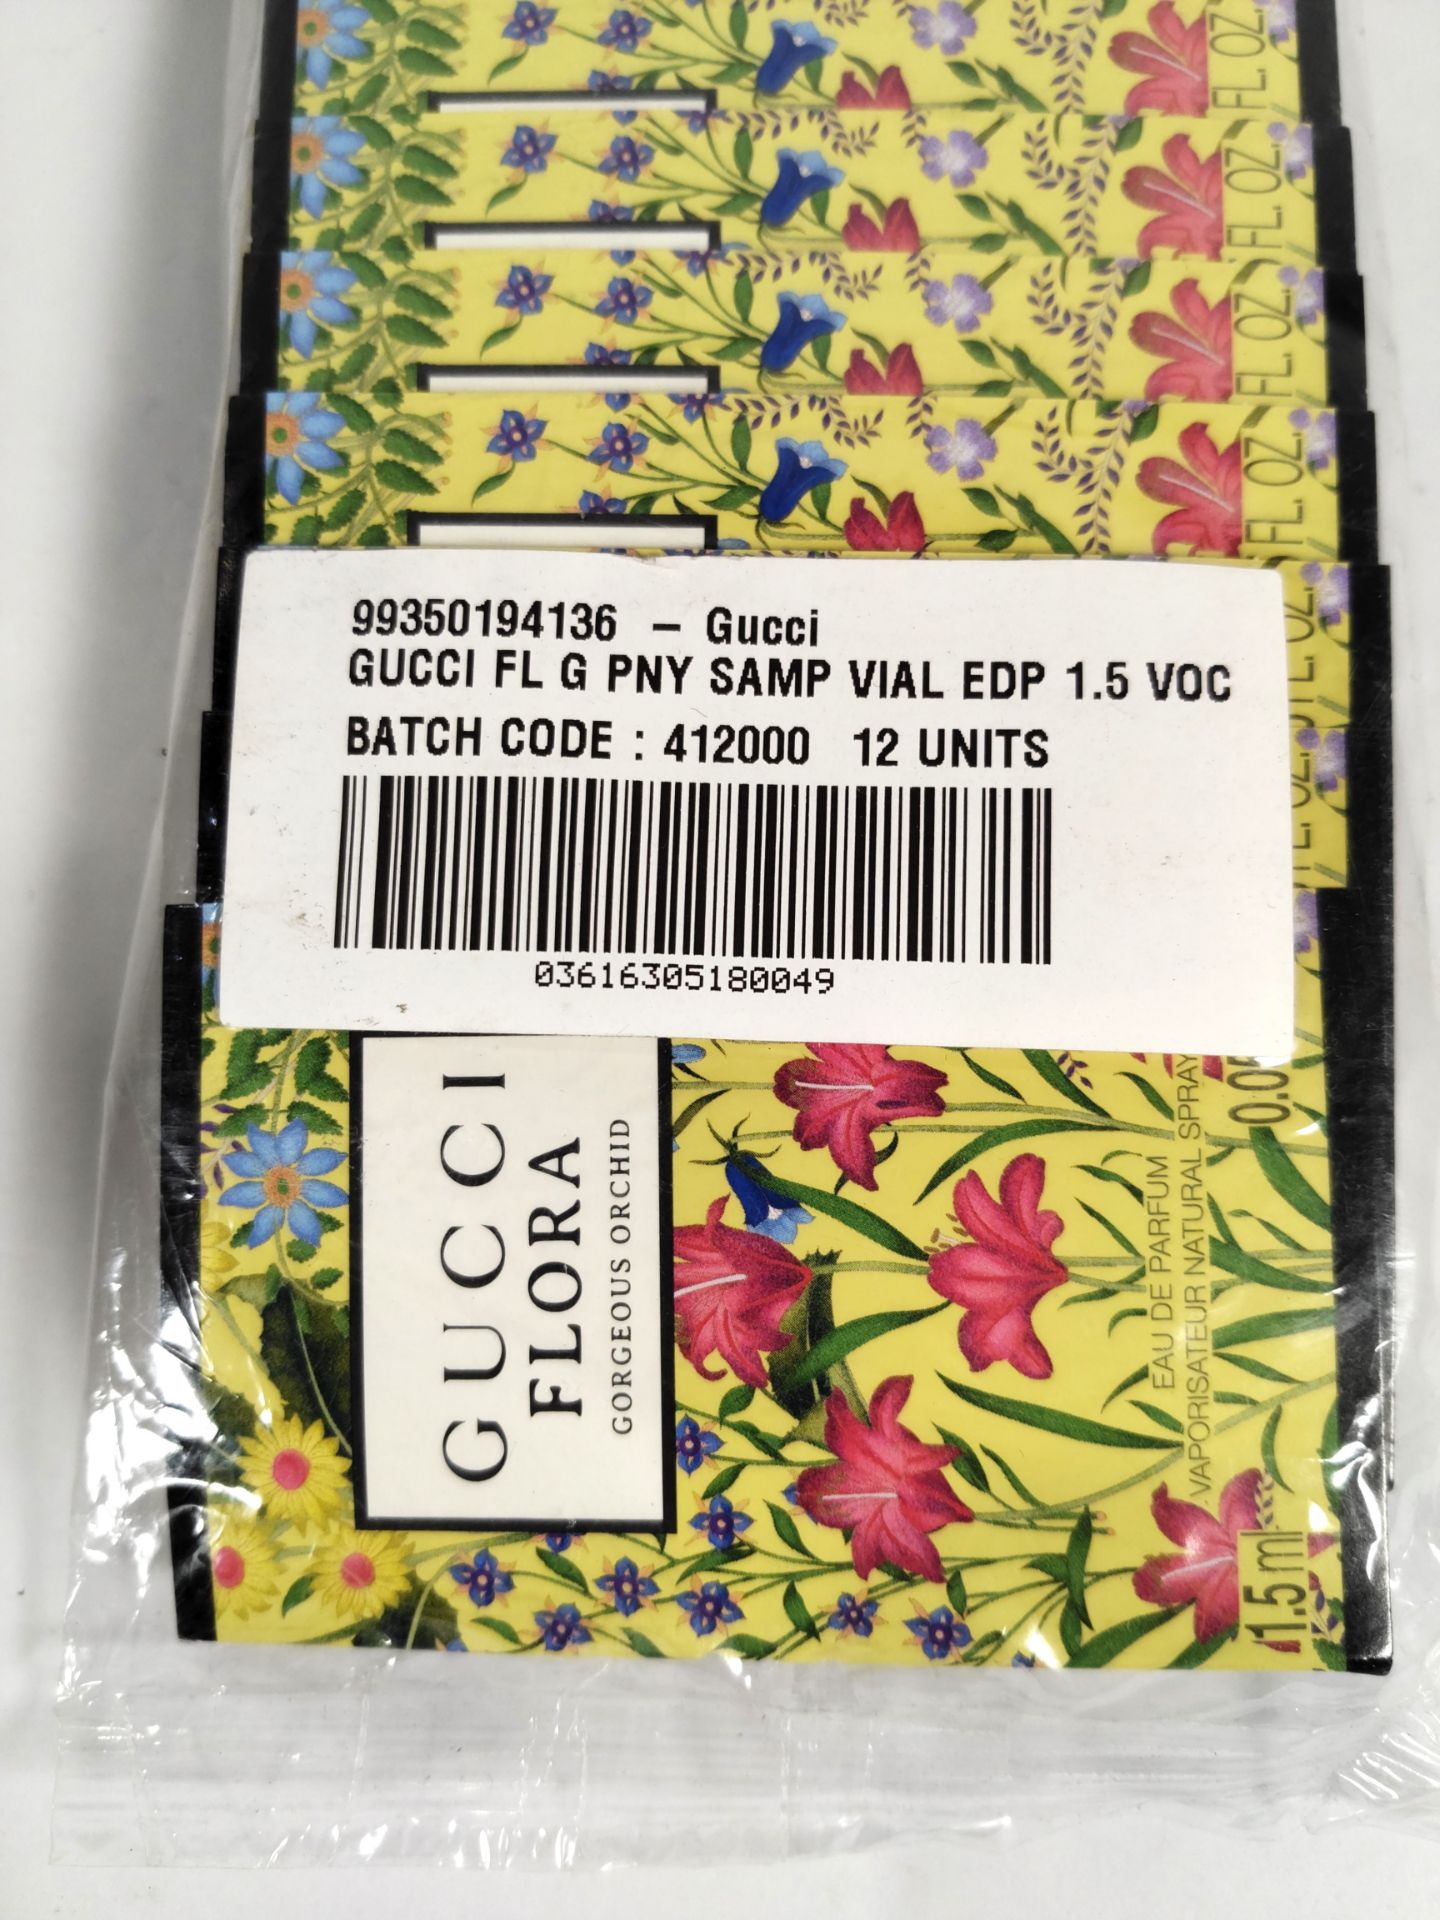 FL. OZ.
FL. OZ.
FL. OZ.
FL. OZ.
99350194136 – Gucci
GUCCI FL G PNY SAMP VIAL EDP 1.5 VOC
BATCH CODE : 412000 12 UNITS
03616305180049
GUCCI
FLORA
GORGEOUS ORCHID
EAU DE PARFUM
VAPORISATEUR NATURAL SPRAY
1.5 ml